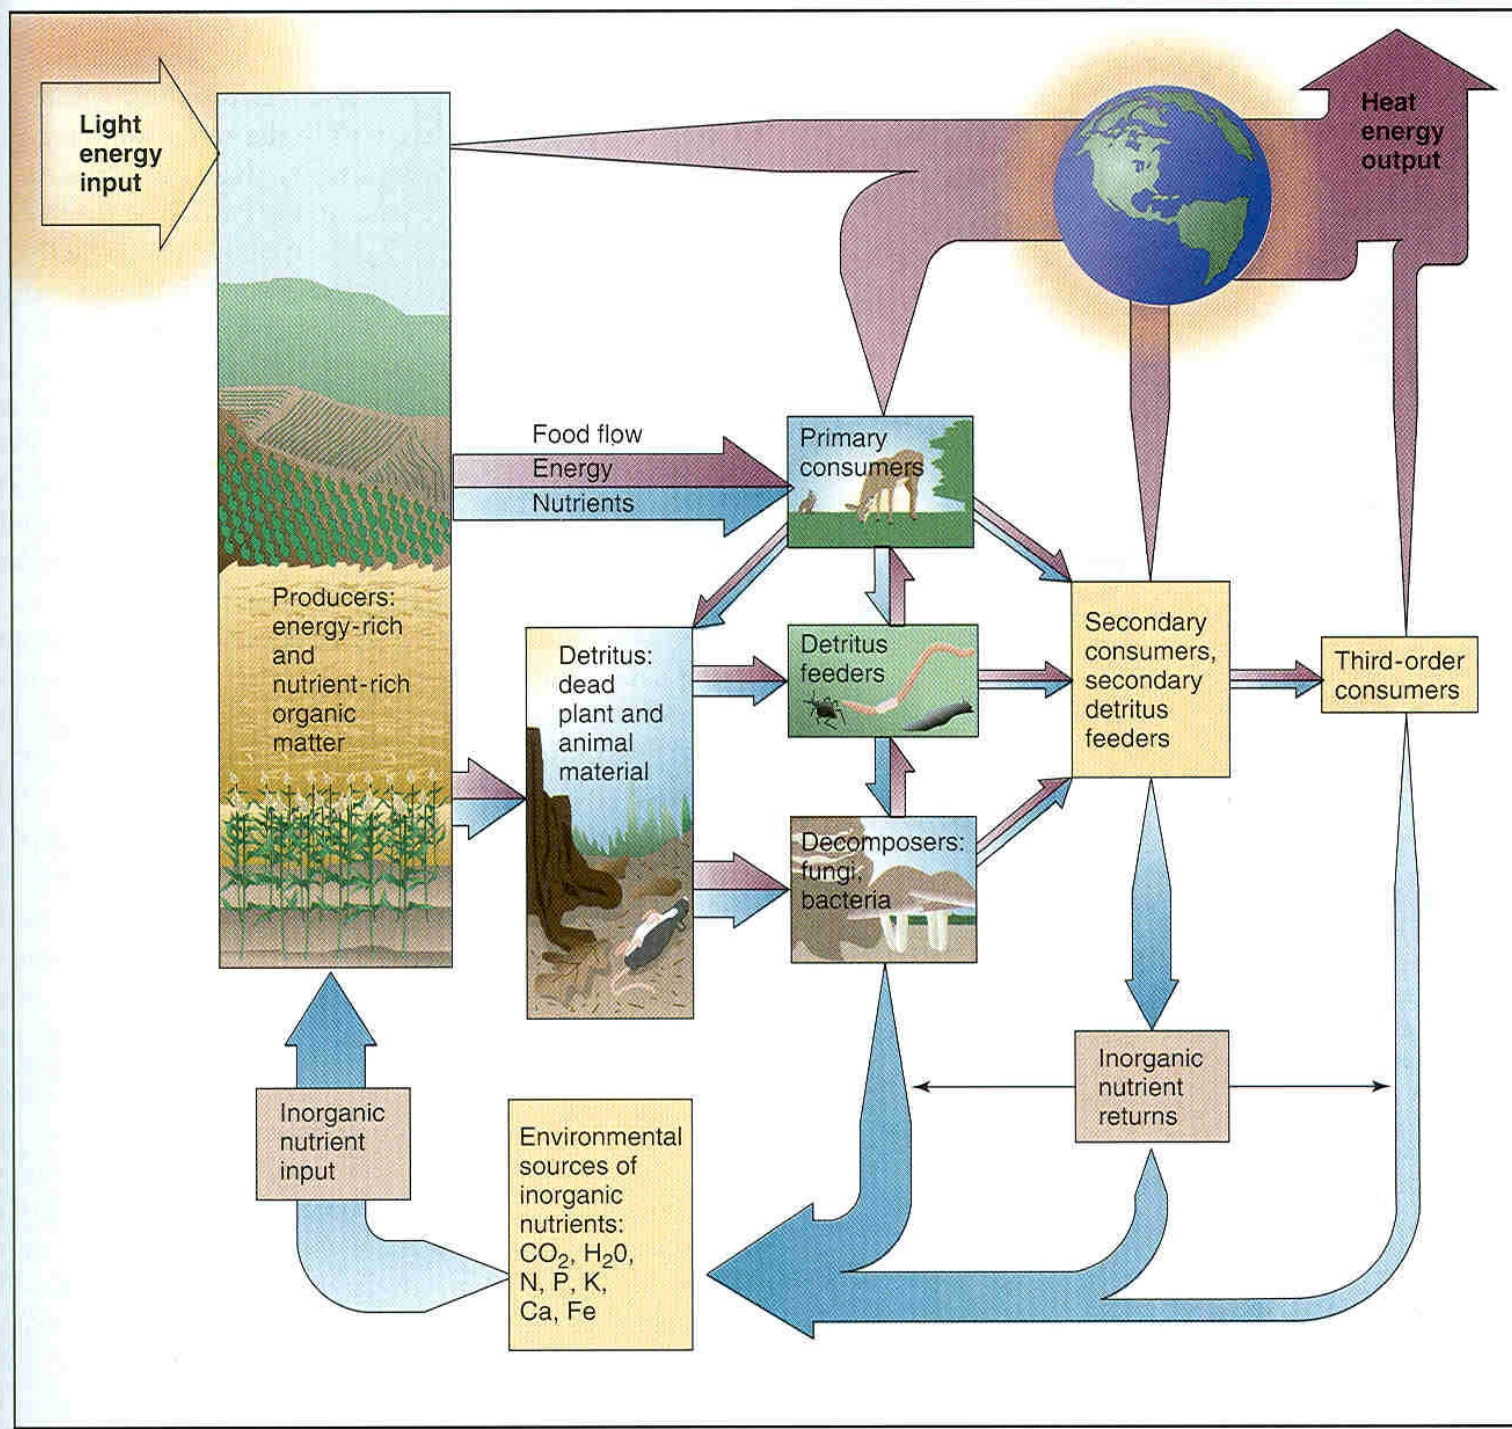 Light
energy
input
Heat
energy
output
Food flow
Energy
Nutrients
Primary
consumers
Producers:
energy-rich
and
nutrient-rich
organic
matter
Detritus:
dead
plant and
animal
material
Detritus
feeders
Secondary
consumers,
secondary
detritus
feeders
Third-order
consumers
Decomposers:
fungi,
bacteria
Inorganic
nutrient
returns
Inorganic
nutrient
input
Environmental
sources of
inorganic
nutrients:
CO₂, H₂0,
N, P, K,
Ca, Fe